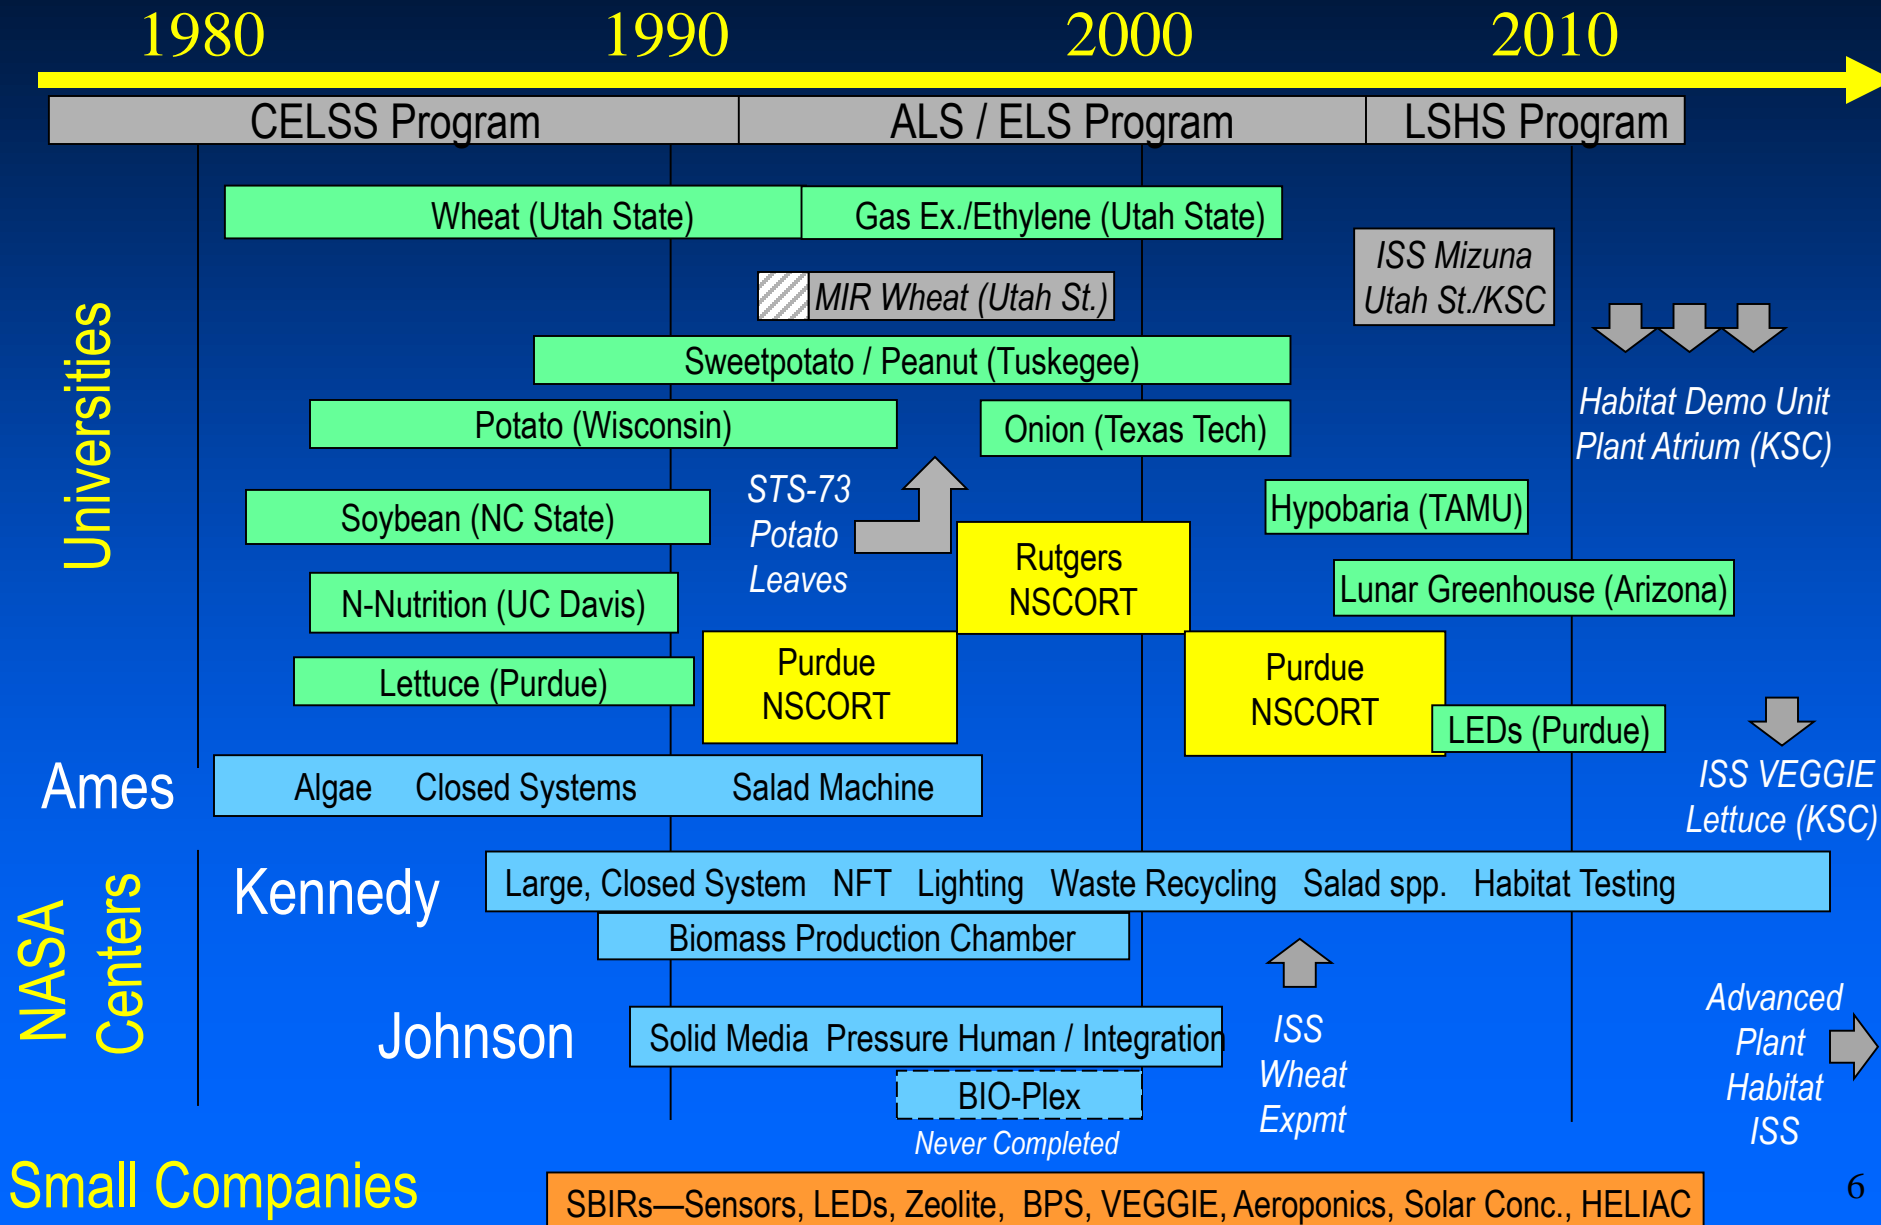 1980 1990 2000 2010
CELSS Program ALS / ELS Program LSHS Program
Universities
Wheat (Utah State) Gas Ex./Ethylene (Utah State)
ISS Mizuna
Utah St./KSC
MIR Wheat (Utah St.)
Sweetpotato / Peanut (Tuskegee)
Habitat Demo Unit
Plant Atrium (KSC)
Potato (Wisconsin) Onion (Texas Tech)
STS-73
Potato
Leaves
Soybean (NC State) Hypobaria (TAMU)
Rutgers
NSCORT
N-Nutrition (UC Davis) Lunar Greenhouse (Arizona)
Lettuce (Purdue)
Purdue
NSCORT
Purdue
NSCORT
LEDs (Purdue)
ISS VEGGIE
Lettuce (KSC)
Ames
Algae Closed Systems Salad Machine
NASA
Centers
Kennedy
Large, Closed System NFT Lighting Waste Recycling Salad spp. Habitat Testing
Biomass Production Chamber
Johnson
Solid Media Pressure Human / Integration
BIO-Plex
Never Completed
ISS
Wheat
Expmt
Advanced
Plant
Habitat
ISS
Small Companies
SBIRs—Sensors, LEDs, Zeolite, BPS, VEGGIE, Aeroponics, Solar Conc., HELIAC
6